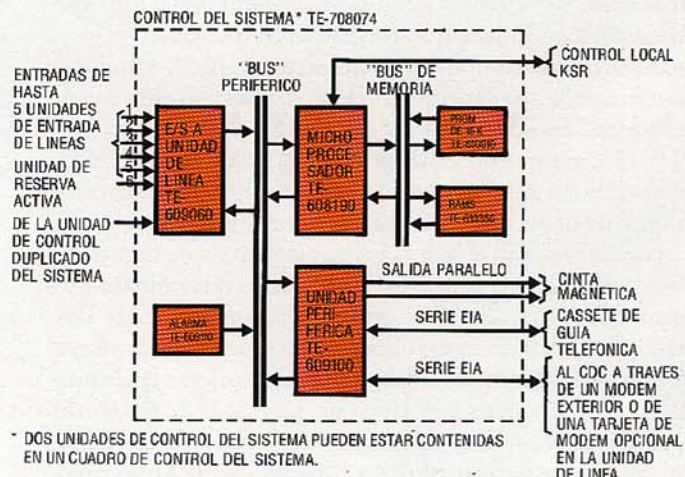 CONTROL DEL SISTEMA* TE-708074
"BUS"
PERIFERICO
"BUS" DE
MEMORIA
CONTROL LOCAL
KSR
ENTRADAS DE
HASTA
5 UNIDADES
DE ENTRADA
DE LINEAS
UNIDAD DE
RESERVA
ACTIVA
1
2
3
4
5
6
DE LA UNIDAD
DE CONTROL
DUPLICADO
DEL SISTEMA
E/S A
UNIDAD
DE
LINEA
TE-
609060
MICRO
PROCE-
SADOR
TE-
608190
PROM
DE
RAMS
ALARMA
UNIDAD
PERI-
FERICA
TE-
609100
SALIDA PARALELO
SERIE EIA
SERIE EIA
CINTA
MAGNETICA
CASSETE DE
GUIA
TELEFONICA
AL CDC A TRAVES
DE UN MODEM
EXTERIOR O DE
UNA TARJETA DE
MODEM OPCIONAL
EN LA UNIDAD
DE LINEA
* DOS UNIDADES DE CONTROL DEL SISTEMA PUEDEN ESTAR CONTENIDAS
EN UN CUADRO DE CONTROL DEL SISTEMA.